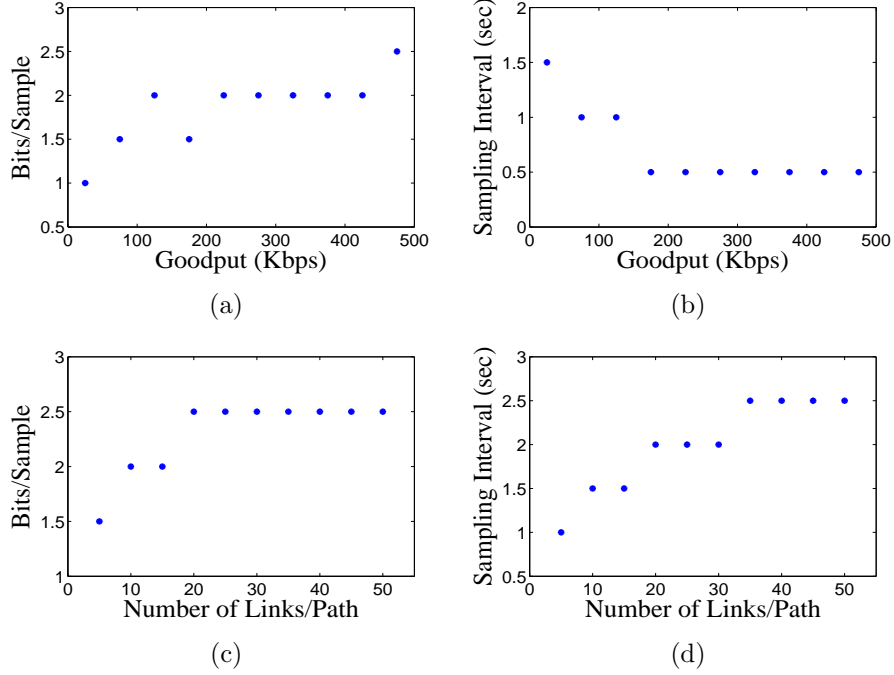 3
2.5
2
1.5
1
0.5
Bits/Sample
0 100 200 300 400 500
Goodput (Kbps)
(a)
2
1.5
1
0.5
0
Sampling Interval (sec)
0 100 200 300 400 500
Goodput (Kbps)
(b)
3
2.5
2
1.5
1
Bits/Sample
0 10 20 30 40 50
Number of Links/Path
(c)
3
2.5
2
1.5
1
0.5
Sampling Interval (sec)
0 10 20 30 40 50
Number of Links/Path
(d)